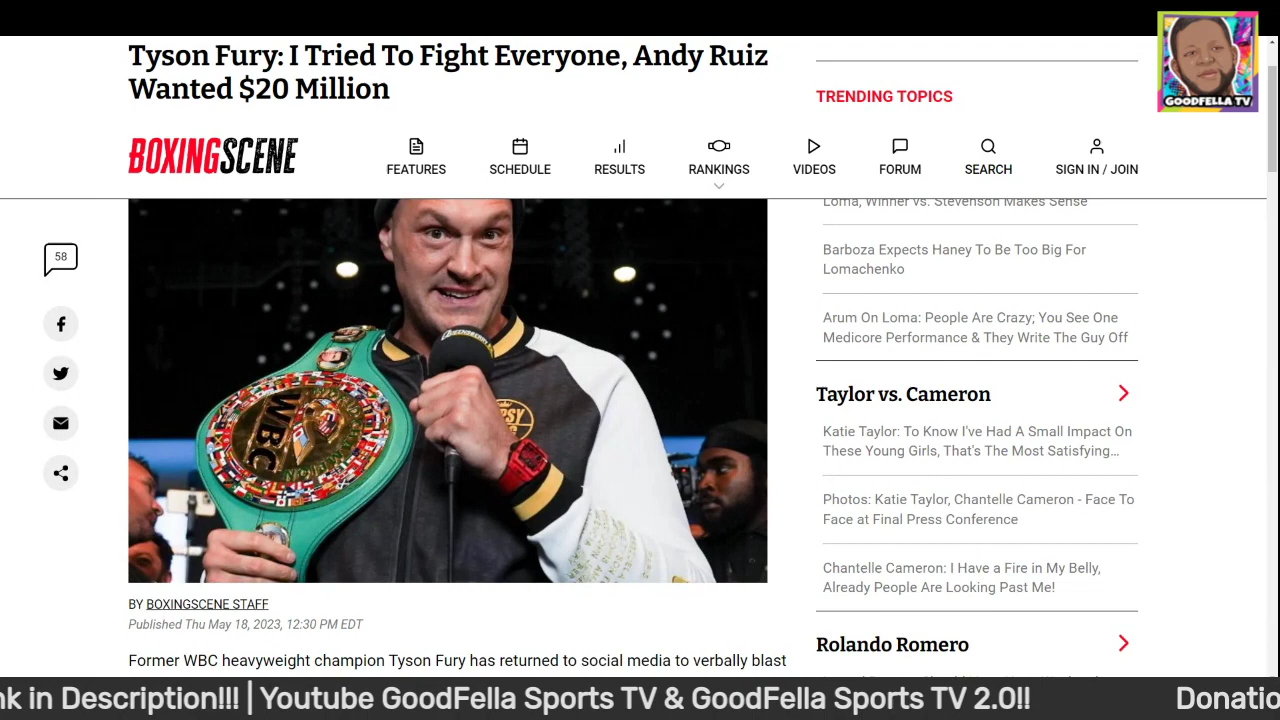 Tyson Fury: I Tried To Fight Everyone, Andy Ruiz
Wanted $20 Million
GOODFELLA TV
TRENDING TOPICS
BOXINGSCENE
FEATURES
SCHEDULE
RESULTS
RANKINGS
VIDEOS
FORUM
SEARCH
SIGN IN / JOIN
Loma, Winner vs. Stevenson Makes Sense
58
Barboza Expects Haney To Be Too Big For
Lomachenko
Arum On Loma: People Are Crazy; You See One
Medicore Performance & They Write The Guy Off
WBC
Taylor vs. Cameron
Katie Taylor: To Know I've Had A Small Impact On
These Young Girls, That's The Most Satisfying...
Photos: Katie Taylor, Chantelle Cameron - Face To
Face at Final Press Conference
Chantelle Cameron: I Have a Fire in My Belly,
Already People Are Looking Past Me!
BY BOXINGSCENE STAFF
Published Thu May 18, 2023, 12:30 PM EDT
Rolando Romero
Former WBC heavyweight champion Tyson Fury has returned to social media to verbally blast
nk in Description!!! | Youtube GoodFella Sports TV & GoodFella Sports TV 2.0!!
Donatio